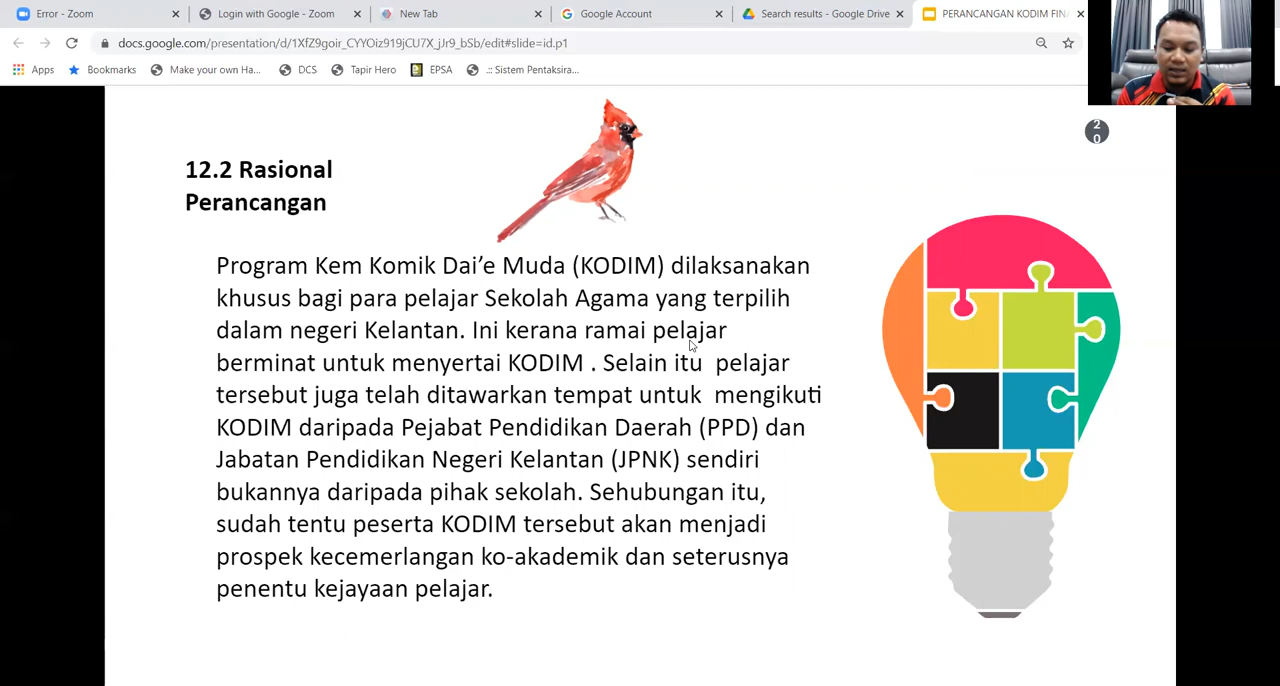 Error - Zoom
Login with Google - Zoom
New Tab
Google Account
Search results - Google Drive
PERANCANGAN KODIM FINA
docs.google.com/presentation/d/1XfZ9goir_CYYOiz919jCU7X_jJr9_bSb/edit#slide=id.p1
Apps
Bookmarks
Make your own Ha...
DCS
Tapir Hero
EPSA
.:: Sistem Pentaksira...
20
12.2 Rasional
Perancangan
Program Kem Komik Dai’e Muda (KODIM) dilaksanakan
khusus bagi para pelajar Sekolah Agama yang terpilih
dalam negeri Kelantan. Ini kerana ramai pelajar
berminat untuk menyertai KODIM . Selain itu  pelajar
tersebut juga telah ditawarkan tempat untuk  mengikuti
KODIM daripada Pejabat Pendidikan Daerah (PPD) dan
Jabatan Pendidikan Negeri Kelantan (JPNK) sendiri
bukannya daripada pihak sekolah. Sehubungan itu,
sudah tentu peserta KODIM tersebut akan menjadi
prospek kecemerlangan ko-akademik dan seterusnya
penentu kejayaan pelajar.